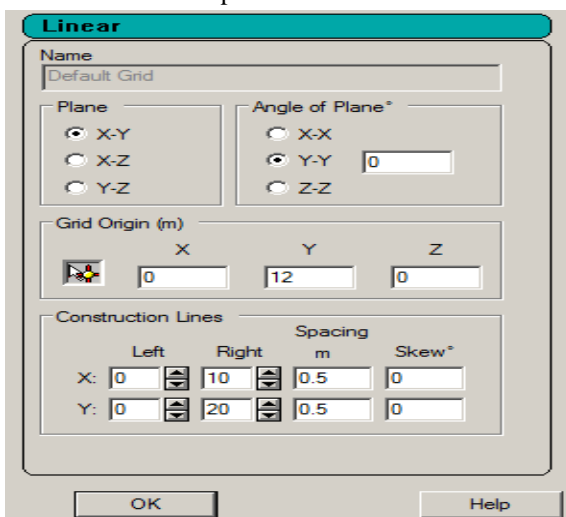 Linear
Name
Default Grid
Plane
X-Y
X-Z
Y-Z
Angle of Plane°
X-X
Y-Y 0
Z-Z
Grid Origin (m)
X Y Z
0 12 0
Construction Lines
Spacing
Left Right m Skew°
X: 0 10 0.5 0
Y: 0 20 0.5 0
OK Help